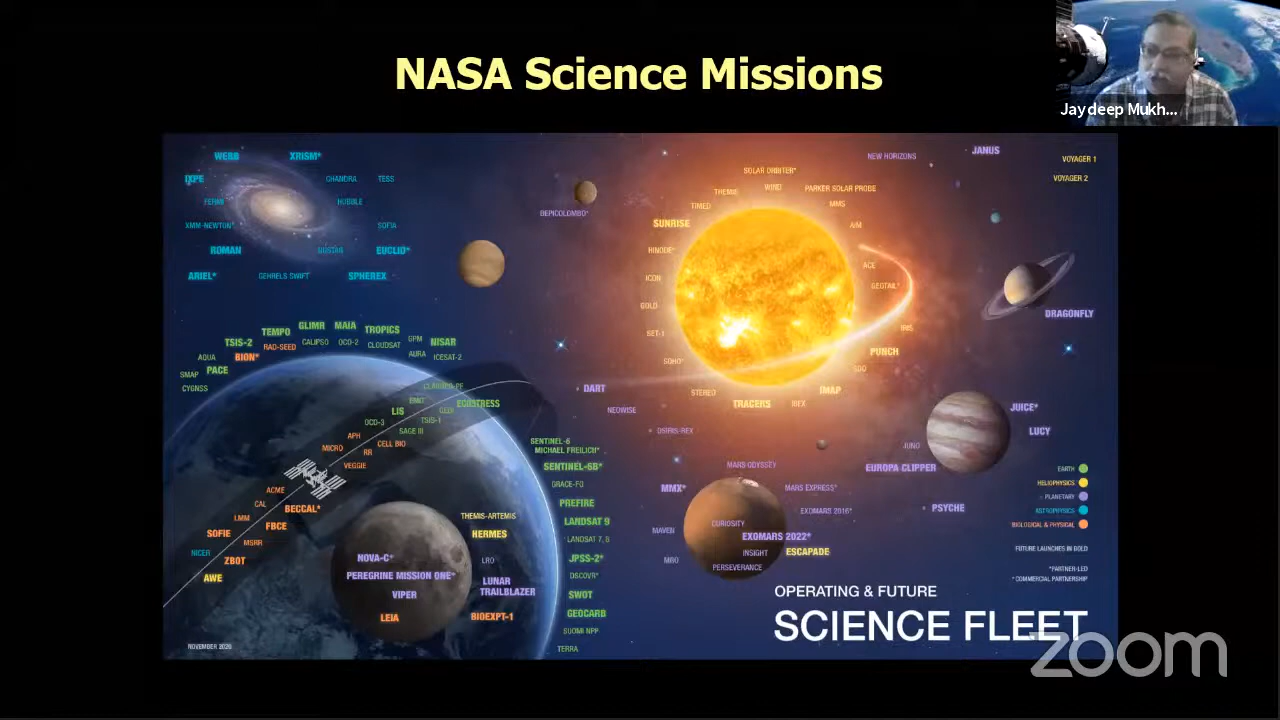 NASA Science Missions
Jaydeep Mukh...
WEBB
XRISM*
IXPE
CHANDRA
TESS
FERMI
HUBBLE
XMM-NEWTON*
SOFIA
ROMAN
NUSTAR
EUCLID*
ARIEL*
GEHRELS SWIFT
SPHEREX
BEPICOLOMBO*
NEW HORIZONS
JANUS
VOYAGER 1
VOYAGER 2
SOLAR ORBITER*
THEMIS
WIND
PARKER SOLAR PROBE
TIMED
MMS
SUNRISE
AIM
HINODE*
ACE
ICON
GEOTAIL*
GOLD
SET-1
IRIS
SOHO*
PUNCH
SDO
STEREO
IMAP
TRACERS
IBEX
DRAGONFLY
TSIS-2
TEMPO
GLIMR
MAIA
TROPICS
GPM
NISAR
RAD-SEED
CALIPSO
OCO-2
CLOUDSAT
AQUA
BION*
AURA
ICESAT-2
SMAP
PACE
CYGNSS
CLARREO-PF
LIS
GEDI
ECOSTRESS
OCO-3
TSIS-1
SAGE III
APH
CELL BIO
MICRO
RR
VEGGIE
ACME
CAL
BECCAL*
LMM
FBCE
SOFIE
MSRR
NICER
ZBOT
AWE
DART
NEOWISE
OSIRIS-REX
SENTINEL-6
MICHAEL FREILICH*
SENTINEL-6B*
GRACE-FO
PREFIRE
LANDSAT 9
LANDSAT 7, 8
JPSS-2*
DSCOVR*
SWOT
GEOCARB
SUOMI NPP
TERRA
THEMIS-ARTEMIS
HERMES
NOVA-C*
LRO
PEREGRINE MISSION ONE*
LUNAR
TRAILBLAZER
VIPER
LEIA
BIOEXPT-1
MARS ODYSSEY
MMX*
MARS EXPRESS*
EXOMARS 2016*
MAVEN
CURIOSITY
EXOMARS 2022*
INSIGHT
ESCAPADE
MRO
PERSEVERANCE
JUICE*
LUCY
JUNO
EUROPA CLIPPER
PSYCHE
EARTH
HELIOPHYSICS
PLANETARY
ASTROPHYSICS
BIOLOGICAL & PHYSICAL
FUTURE LAUNCHES IN BOLD
*PARTNER-LED
* COMMERCIAL PARTNERSHIP
OPERATING & FUTURE
SCIENCE FLEET
NOVEMBER 2020
zoom